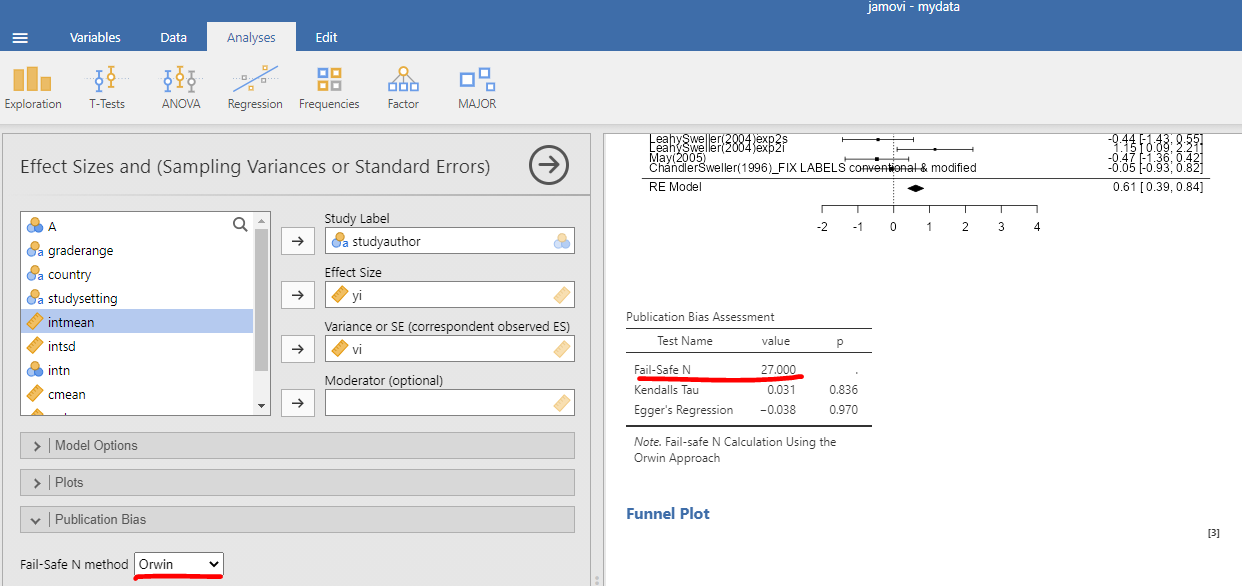 jamovi - mydata
Variables Data Analyses Edit
Exploration T-Tests ANOVA Regression Frequencies Factor MAJOR
Effect Sizes and (Sampling Variances or Standard Errors)
A
graderange
country
studysetting
intmean
intsd
intn
cmean
Study Label
studyauthor
Effect Size
yi
Variance or SE (correspondent observed ES)
vi
Moderator (optional)
Model Options
Plots
Publication Bias
Fail-Safe N method Orwin
LeahySweller(2004)exp2s -0.44 [-1.43, 0.55]
LeahySweller(2004)exp2l 1.15 [0.09, 2.21]
May(2005) -0.47 [-1.36, 0.42]
ChandlerSweller(1996)_FIX LABELS conventional & modified -0.05 [-0.93, 0.82]
RE Model 0.61 [ 0.39, 0.84]
-2 -1 0 1 2 3 4
Publication Bias Assessment
Test Name value p
Fail-Safe N 27.000 .
Kendalls Tau 0.031 0.836
Egger's Regression −0.038 0.970
Note. Fail-safe N Calculation Using the
Orwin Approach
Funnel Plot
[3]